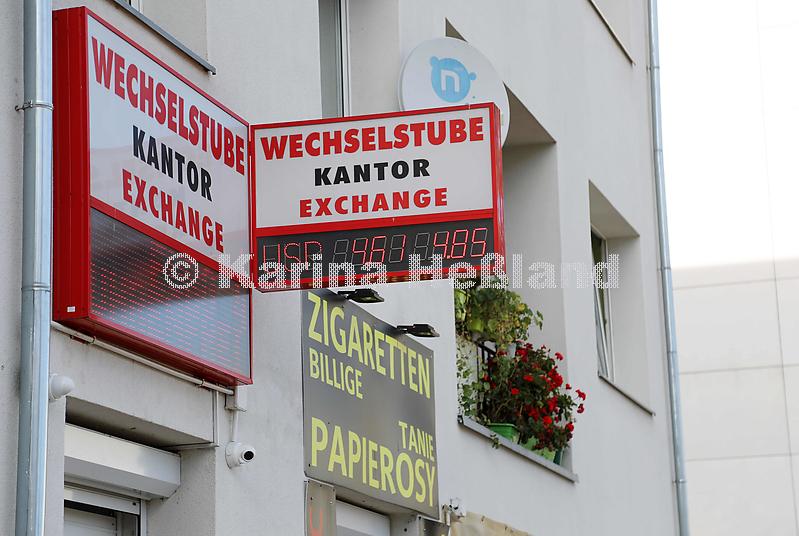 WECHSELSTUBE
KANTOR
EXCHANGE
WECHSELSTUBE
KANTOR
EXCHANGE
n
© Karina Heßland
ZIGARETTEN
BILLIGE
TANIE
PAPIEROSY